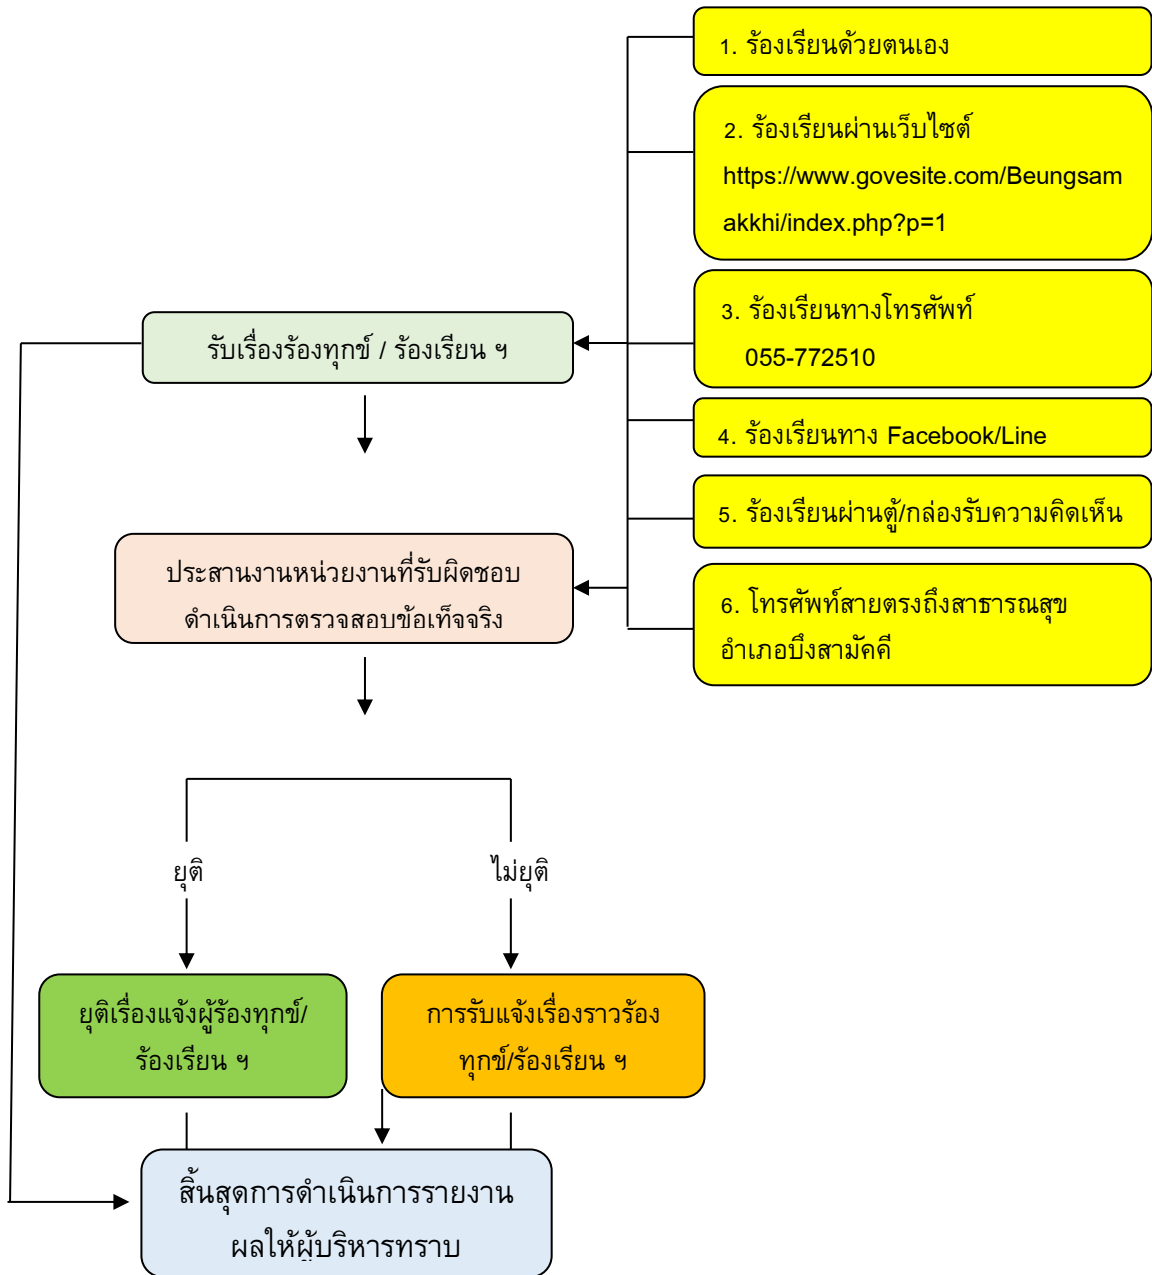 1. ร้องเรียนด้วยตนเอง
2. ร้องเรียนผ่านเว็บไซต์
https://www.govesite.com/Beungsam
akkhi/index.php?p=1
3. ร้องเรียนทางโทรศัพท์
055-772510
4. ร้องเรียนทาง Facebook/Line
5. ร้องเรียนผ่านตู้/กล่องรับความคิดเห็น
6. โทรศัพท์สายตรงถึงสาธารณสุข
อำเภอบึงสามัคคี
รับเรื่องร้องทุกข์ / ร้องเรียน ฯ
ประสานงานหน่วยงานที่รับผิดชอบ
ดำเนินการตรวจสอบข้อเท็จจริง
ยุติ
ไม่ยุติ
ยุติเรื่องแจ้งผู้ร้องทุกข์/
ร้องเรียน ฯ
การรับแจ้งเรื่องราวร้อง
ทุกข์/ร้องเรียน ฯ
สิ้นสุดการดำเนินการรายงาน
ผลให้ผู้บริหารทราบ